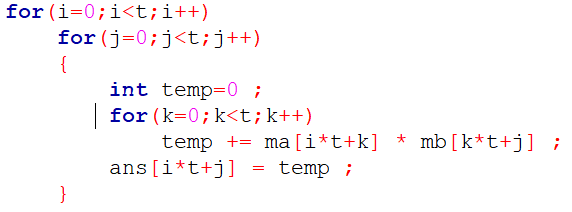 for(i=0;i<t;i++)
    for(j=0;j<t;j++)
    {
        int temp=0 ;
        for(k=0;k<t;k++)
            temp += ma[i*t+k] * mb[k*t+j] ;
        ans[i*t+j] = temp ;
    }